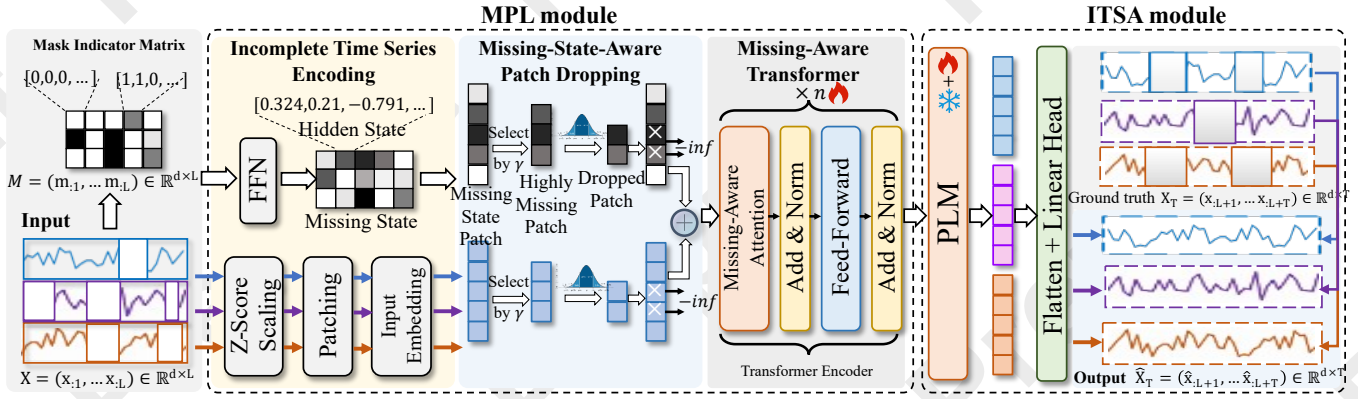 MPL module
ITSA module
Mask Indicator Matrix
[0,0,0, …] [1,1,0, …]
M = (m:1, … m:L) ∈ ℝd×L
Input
X = (x:1, … x:L) ∈ ℝd×L
Incomplete Time Series
Encoding
[0.324,0.21, −0.791, …]
Hidden State
FFN
Missing State
Z-Score
Scaling
Patching
Input
Embedding
Missing-State-Aware
Patch Dropping
Select
by γ
−inf
Missing
State
Patch
Highly
Missing
Patch
Dropped
Patch
Select
by γ
−inf
Missing-Aware
Transformer
× n
Missing-Aware
Attention
Add & Norm
Feed-Forward
Add & Norm
Transformer Encoder
+
PLM
Flatten + Linear Head
Ground truth XT = (x:L+1, … x:L+T) ∈ ℝd×T
Output X̂T = (x̂:L+1, … x̂:L+T) ∈ ℝd×T